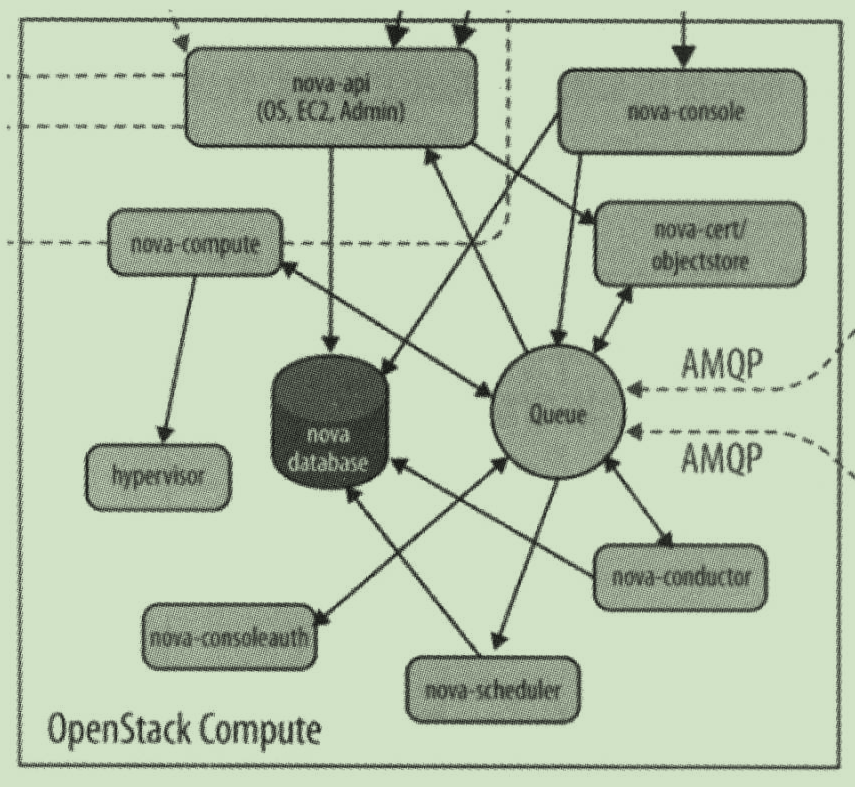 nova-api
(OS, EC2, Admin)
nova-console
nova-compute
nova-cert/
objectstore
AMQP
Queue
nova
database
AMQP
hypervisor
nova-conductor
nova-consoleauth
nova-scheduler
OpenStack Compute